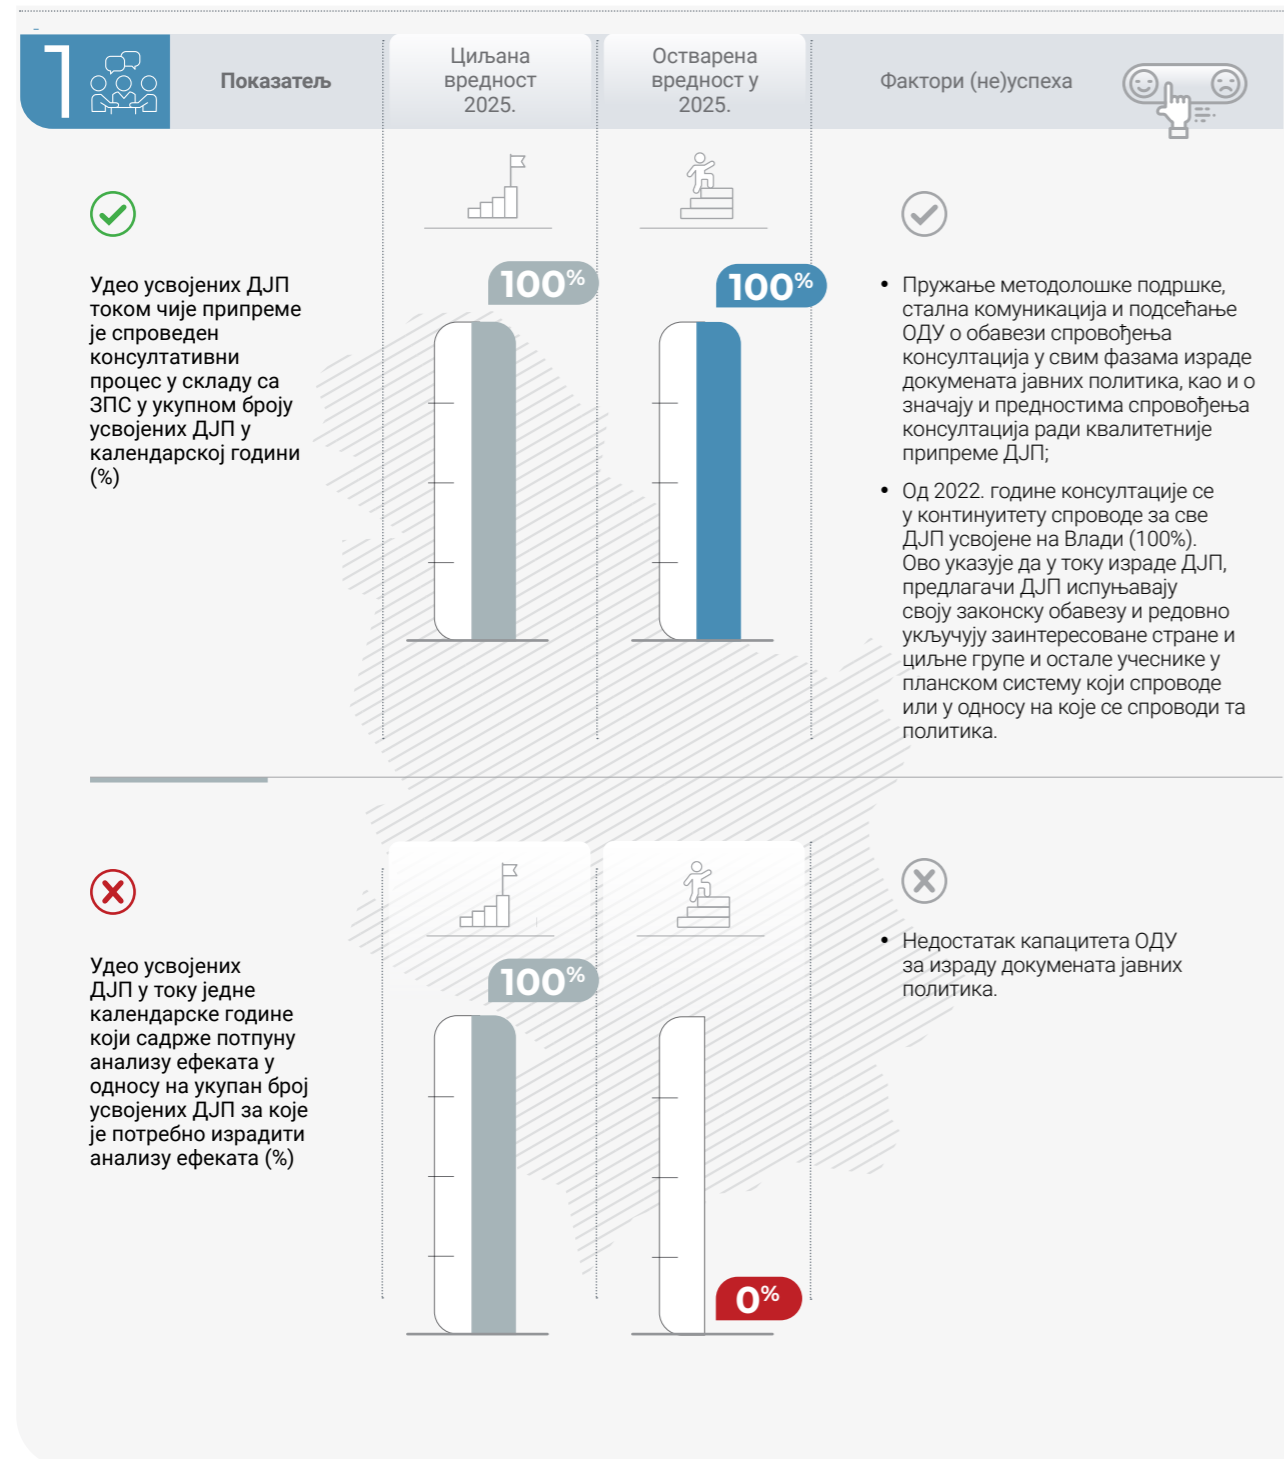 1
Показатељ
Циљана
вредност
2025.
Остварена
вредност у
2025.
Фактори (не)успеха
Удео усвојених ДЈП
током чије припреме
је спроведен
консултативни
процес у складу са
ЗПС у укупном броју
усвојених ДЈП у
календарској години
(%)
100%
100%
• Пружање методолошке подршке,
стална комуникација и подсећање
ОДУ о обавези спровођења
консултација у свим фазама израде
докумената јавних политика, као и о
значају и предностима спровођења
консултација ради квалитетније
припреме ДЈП;
• Од 2022. године консултације се
у континуитету спроводе за све
ДЈП усвојене на Влади (100%).
Ово указује да у току израде ДЈП,
предлагачи ДЈП испуњавају
своју законску обавезу и редовно
укључују заинтересоване стране и
циљне групе и остале учеснике у
планском систему који спроводе
или у односу на које се спроводи та
политика.
Удео усвојених
ДЈП у току једне
календарске године
који садрже потпуну
анализу ефеката у
односу на укупан број
усвојених ДЈП за које
је потребно израдити
анализу ефеката (%)
100%
0%
• Недостатак капацитета ОДУ
за израду докумената јавних
политика.